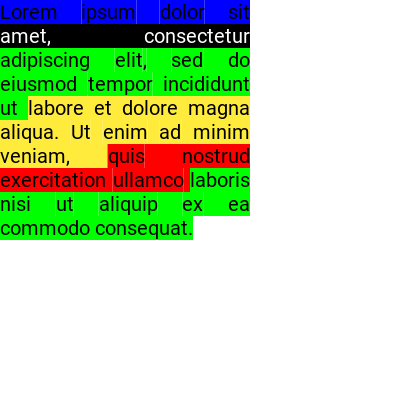 Lorem ipsum dolor sit
amet, consectetur
adipiscing elit, sed do
eiusmod tempor incididunt
ut labore et dolore magna
aliqua. Ut enim ad minim
veniam, quis nostrud
exercitation ullamco laboris
nisi ut aliquip ex ea
commodo consequat.